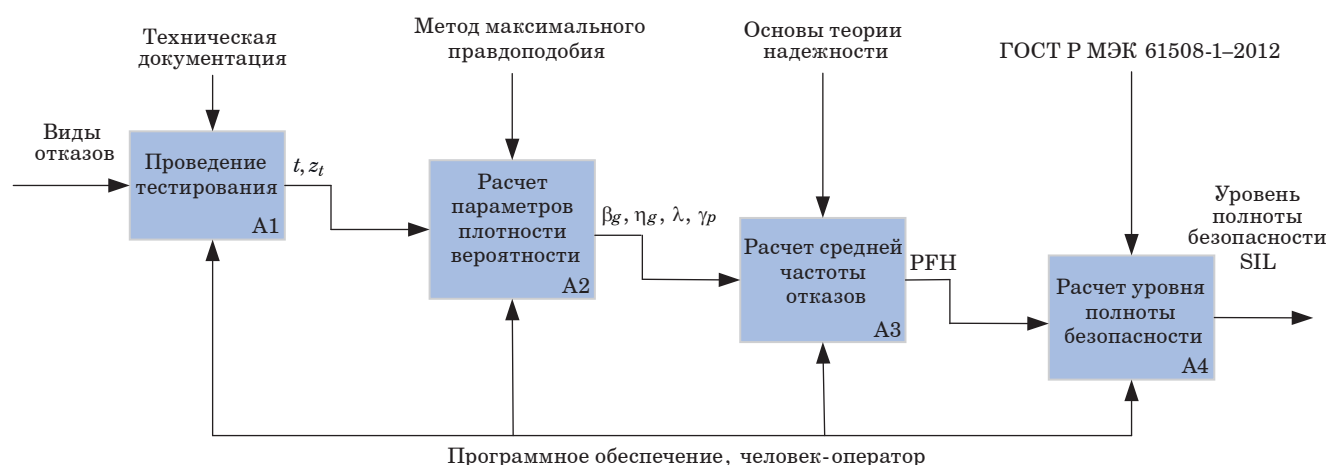 Техническая
документация
Метод максимального
правдоподобия
Основы теории
надежности
ГОСТ Р МЭК 61508-1–2012
Виды
отказов
Проведение
тестирования
A1
t, z_t
Расчет
параметров
плотности
вероятности
A2
β_g, η_g, λ, γ_p
Расчет средней
частоты
отказов
A3
PFH
Расчет уровня
полноты
безопасности
A4
Уровень
полноты
безопасности
SIL
Программное обеспечение, человек-оператор